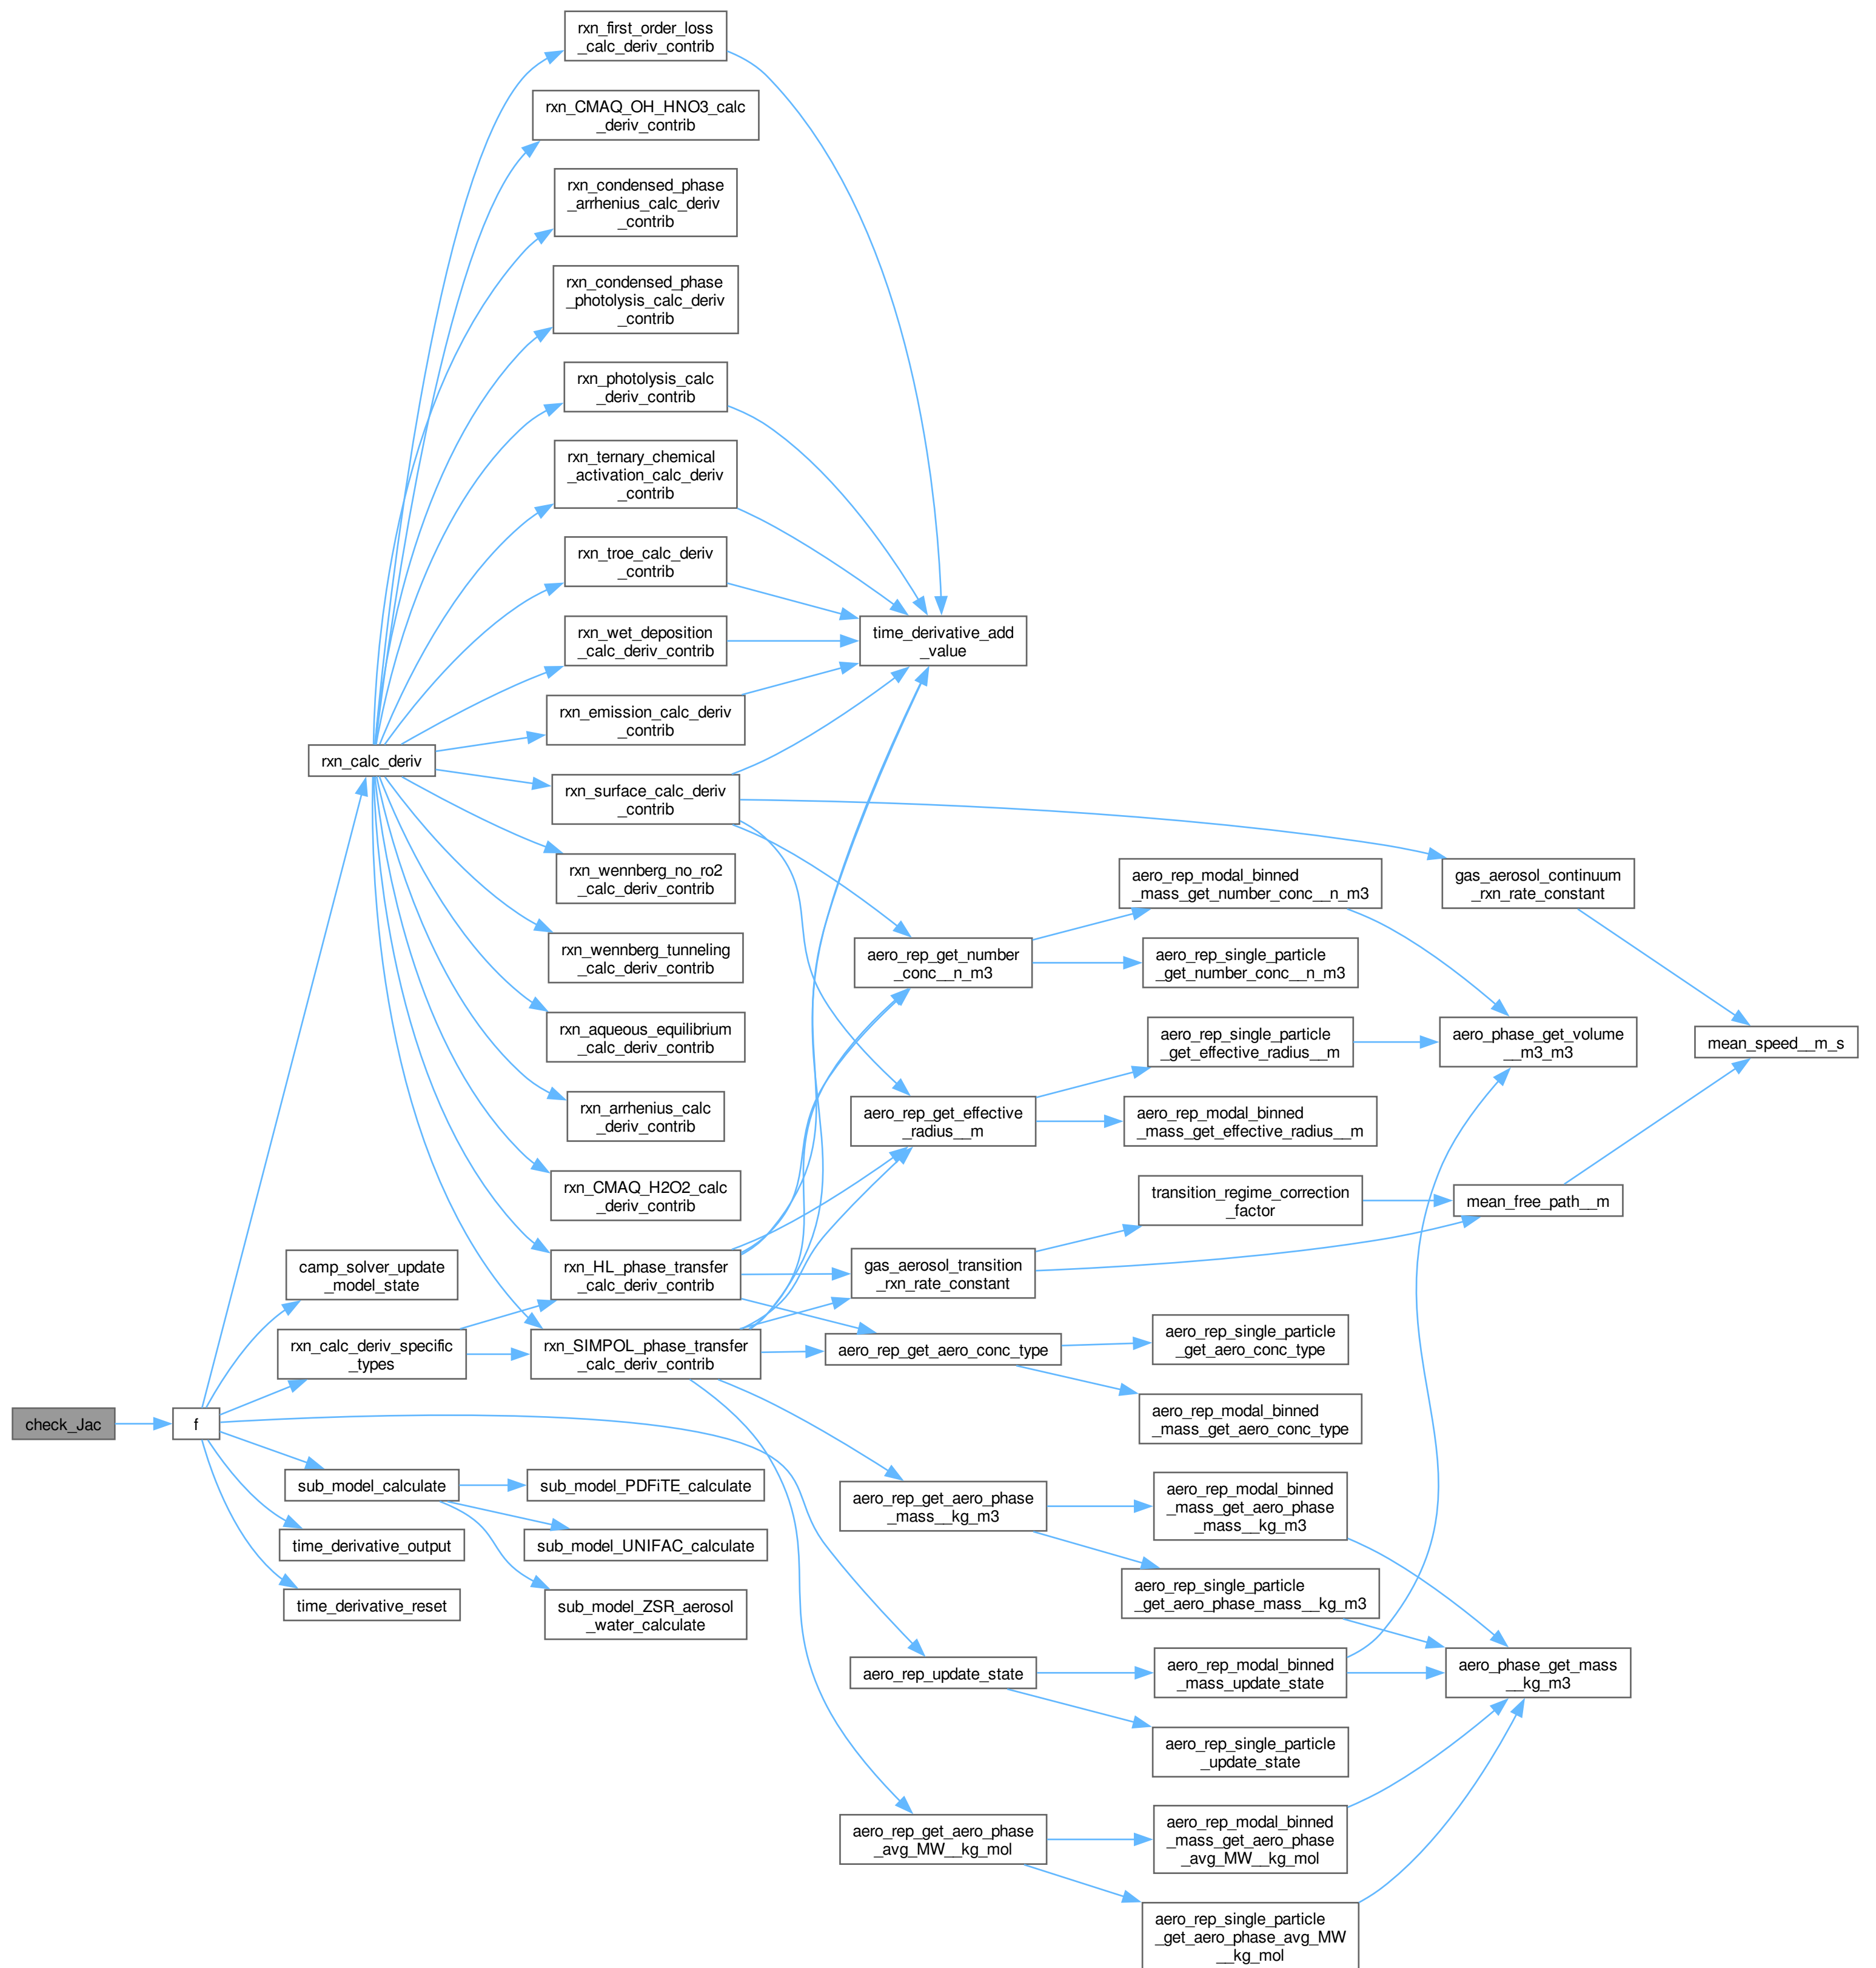 rxn_first_order_loss
_calc_deriv_contrib
rxn_CMAQ_OH_HNO3_calc
_deriv_contrib
rxn_condensed_phase
_arrhenius_calc_deriv
_contrib
rxn_condensed_phase
_photolysis_calc_deriv
_contrib
rxn_photolysis_calc
_deriv_contrib
rxn_ternary_chemical
_activation_calc_deriv
_contrib
rxn_troe_calc_deriv
_contrib
rxn_wet_deposition
_calc_deriv_contrib
time_derivative_add
_value
rxn_emission_calc_deriv
_contrib
rxn_calc_deriv
rxn_surface_calc_deriv
_contrib
rxn_wennberg_no_ro2
_calc_deriv_contrib
aero_rep_modal_binned
_mass_get_number_conc__n_m3
gas_aerosol_continuum
_rxn_rate_constant
rxn_wennberg_tunneling
_calc_deriv_contrib
aero_rep_get_number
_conc__n_m3
aero_rep_single_particle
_get_number_conc__n_m3
rxn_aqueous_equilibrium
_calc_deriv_contrib
aero_rep_single_particle
_get_effective_radius__m
aero_phase_get_volume
__m3_m3
mean_speed__m_s
rxn_arrhenius_calc
_deriv_contrib
aero_rep_get_effective
_radius__m
aero_rep_modal_binned
_mass_get_effective_radius__m
rxn_CMAQ_H2O2_calc
_deriv_contrib
transition_regime_correction
_factor
mean_free_path__m
camp_solver_update
_model_state
rxn_HL_phase_transfer
_calc_deriv_contrib
gas_aerosol_transition
_rxn_rate_constant
rxn_calc_deriv_specific
_types
rxn_SIMPOL_phase_transfer
_calc_deriv_contrib
aero_rep_get_aero_conc_type
aero_rep_single_particle
_get_aero_conc_type
check_Jac
f
aero_rep_modal_binned
_mass_get_aero_conc_type
sub_model_calculate
sub_model_PDFiTE_calculate
aero_rep_get_aero_phase
_mass__kg_m3
aero_rep_modal_binned
_mass_get_aero_phase
_mass__kg_m3
time_derivative_output
sub_model_UNIFAC_calculate
time_derivative_reset
sub_model_ZSR_aerosol
_water_calculate
aero_rep_single_particle
_get_aero_phase_mass__kg_m3
aero_rep_update_state
aero_rep_modal_binned
_mass_update_state
aero_phase_get_mass
__kg_m3
aero_rep_single_particle
_update_state
aero_rep_get_aero_phase
_avg_MW__kg_mol
aero_rep_modal_binned
_mass_get_aero_phase
_avg_MW__kg_mol
aero_rep_single_particle
_get_aero_phase_avg_MW
__kg_mol